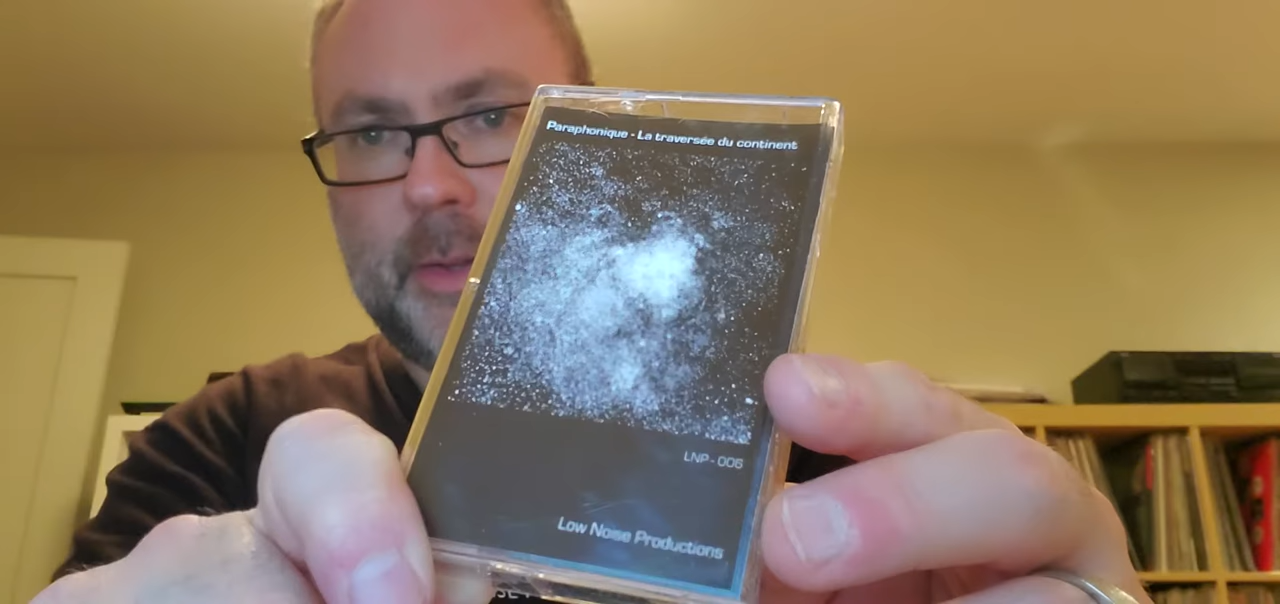 Paraphonique - La traversée du continent
LNP - 006
Low Noise Productions